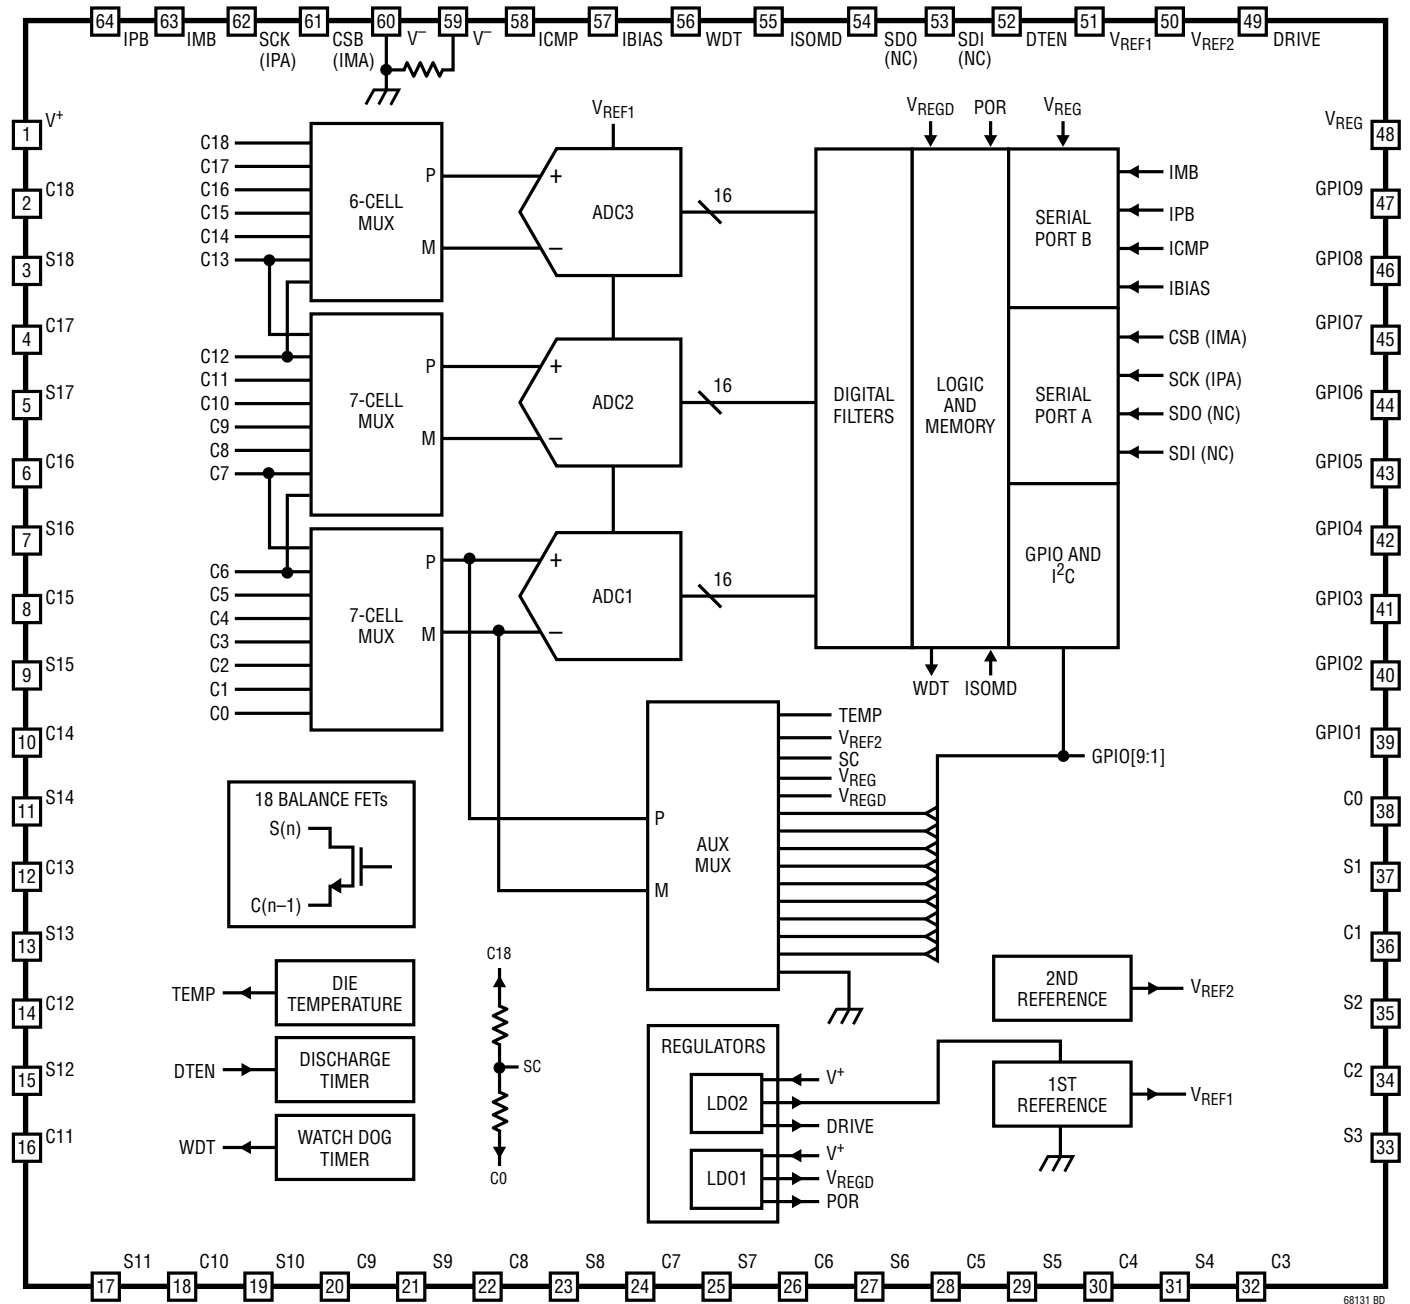 64 63 62 61 60 59 58 57 56 55 54 53 52 51 50 49
IPB IMB SCK (IPA) CSB (IMA) V– V– ICMP IBIAS WDT ISOMD SDO (NC) SDI (NC) DTEN VREF1 VREF2 DRIVE
1 V+
2 C18
3 S18
4 C17
5 S17
6 C16
7 S16
8 C15
9 S15
10 C14
11 S14
12 C13
13 S13
14 C12
15 S12
16 C11
C18
C17
C16
C15
C14
C13
6-CELL
MUX
P
M
C12
C11
C10
C9
C8
C7
7-CELL
MUX
P
M
C6
C5
C4
C3
C2
C1
C0
7-CELL
MUX
P
M
VREF1
+
–
ADC3
16
+
–
ADC2
16
+
–
ADC1
16
VREGD
POR
VREG
DIGITAL
FILTERS
LOGIC
AND
MEMORY
SERIAL
PORT B
SERIAL
PORT A
GPIO AND
I2C
IMB
IPB
ICMP
IBIAS
CSB (IMA)
SCK (IPA)
SDO (NC)
SDI (NC)
WDT
ISOMD
GPIO[9:1]
P
M
AUX
MUX
TEMP
VREF2
SC
VREG
VREGD
18 BALANCE FETs
S(n)
C(n–1)
TEMP
DIE
TEMPERATURE
DTEN
DISCHARGE
TIMER
WDT
WATCH DOG
TIMER
C18
SC
C0
REGULATORS
LDO2
V+
DRIVE
LDO1
V+
VREGD
POR
2ND
REFERENCE
VREF2
1ST
REFERENCE
VREF1
VREG 48
GPIO9 47
GPIO8 46
GPIO7 45
GPIO6 44
GPIO5 43
GPIO4 42
GPIO3 41
GPIO2 40
GPIO1 39
C0 38
S1 37
C1 36
S2 35
C2 34
S3 33
S11 C10 S10 C9 S9 C8 S8 C7 S7 C6 S6 C5 S5 C4 S4 C3
17 18 19 20 21 22 23 24 25 26 27 28 29 30 31 32
68131 BD